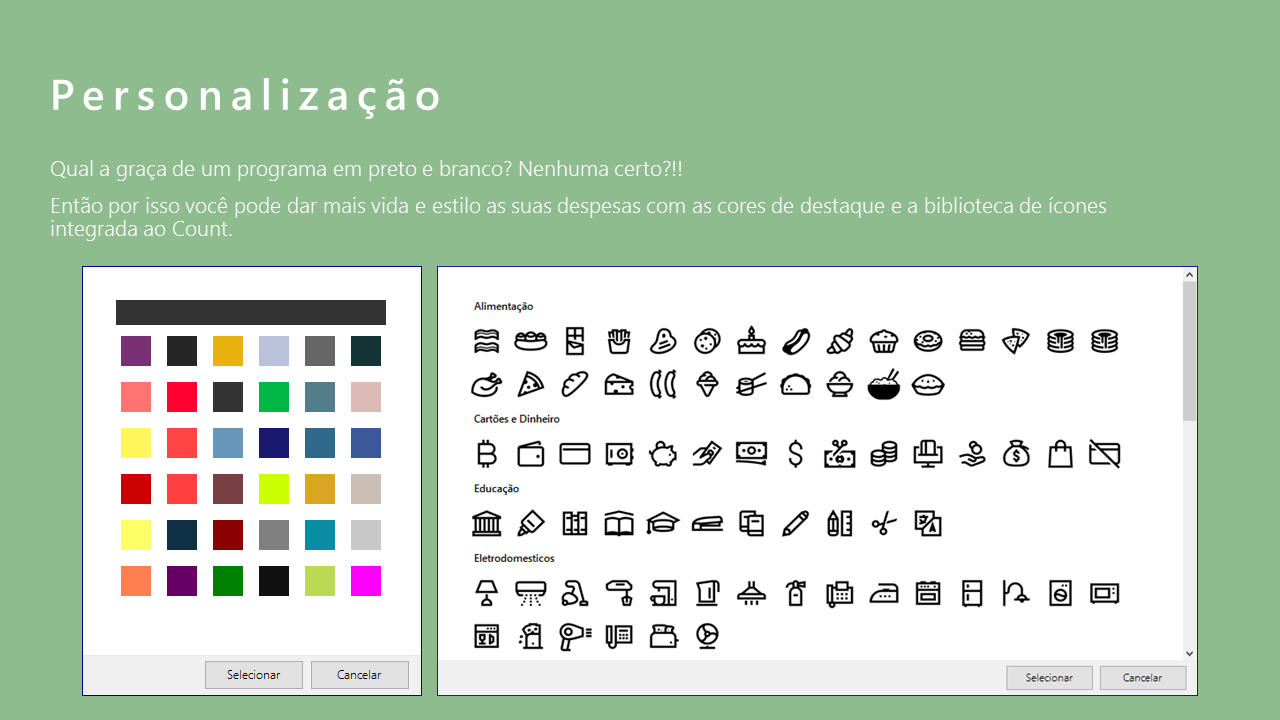 Personalização
Qual a graça de um programa em preto e branco? Nenhuma certo?!!
Então por isso você pode dar mais vida e estilo as suas despesas com as cores de destaque e a biblioteca de ícones
integrada ao Count.
Alimentação
Cartões e Dinheiro
Educação
Eletrodomesticos
Selecionar
Cancelar
Selecionar
Cancelar